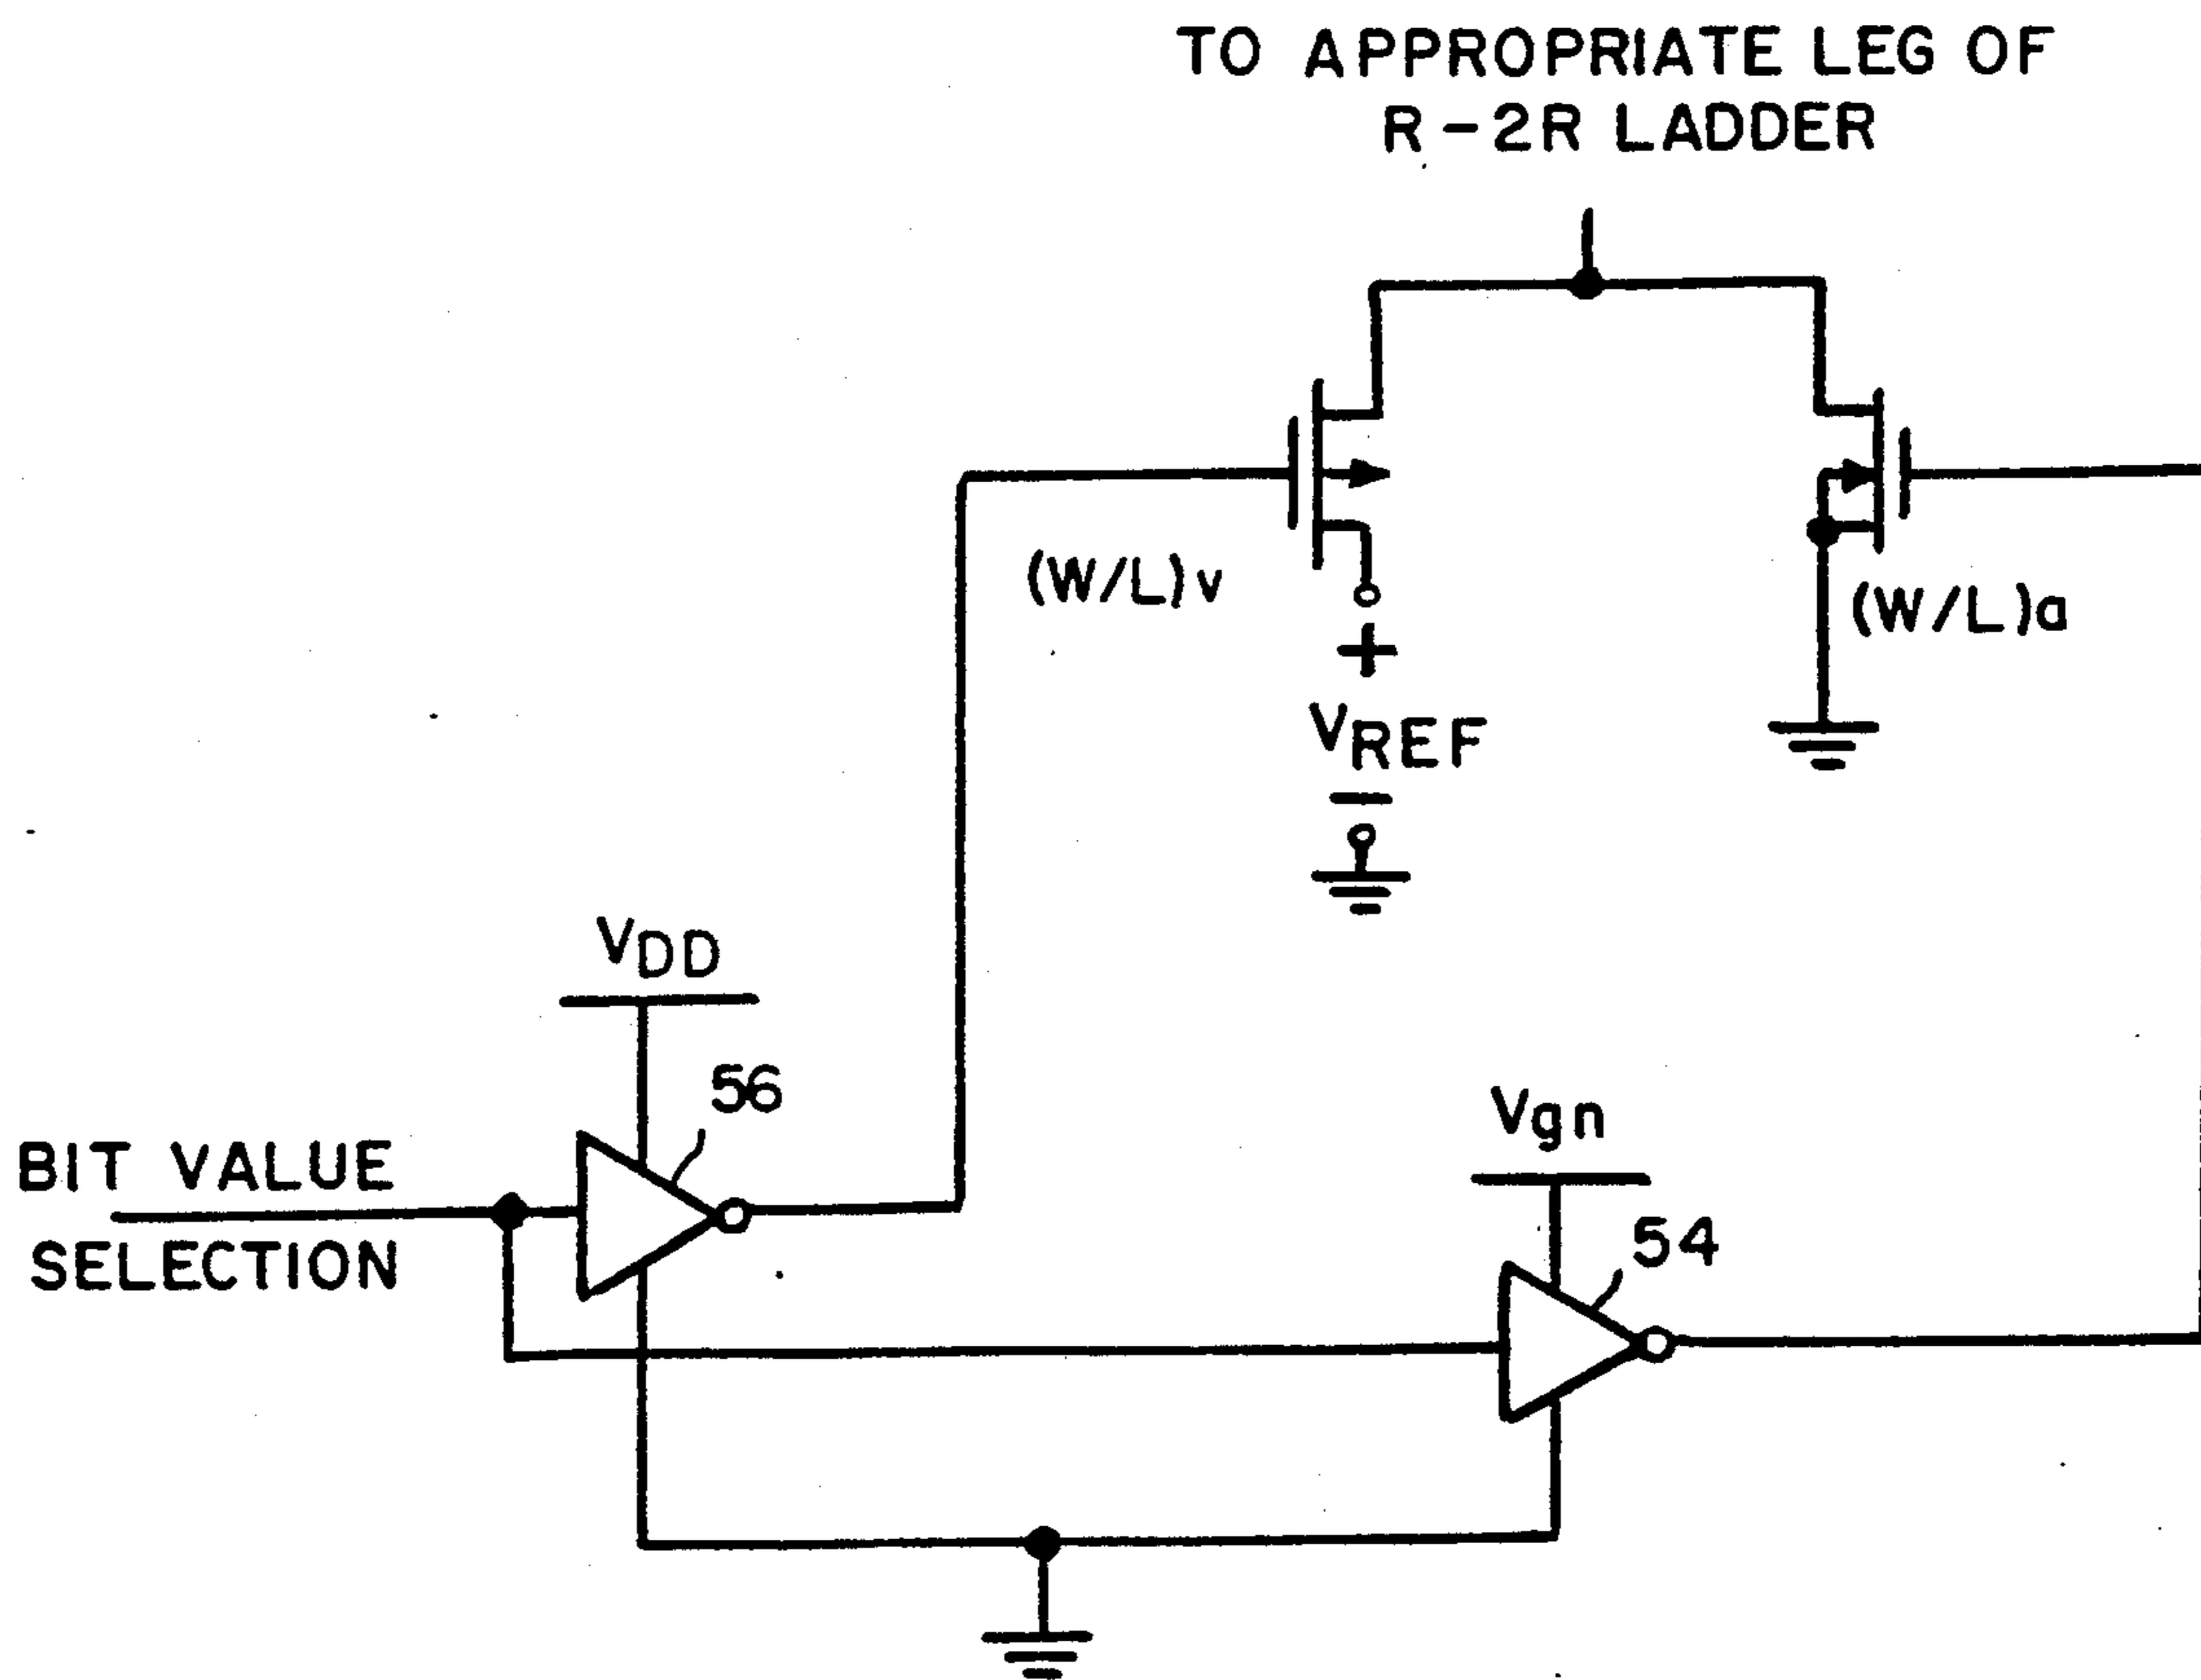 TO APPROPRIATE LEG OF
R-2R LADDER
(W/L)v
(W/L)a
+
VREF
−
VDD
56
Vgn
54
BIT VALUE
SELECTION